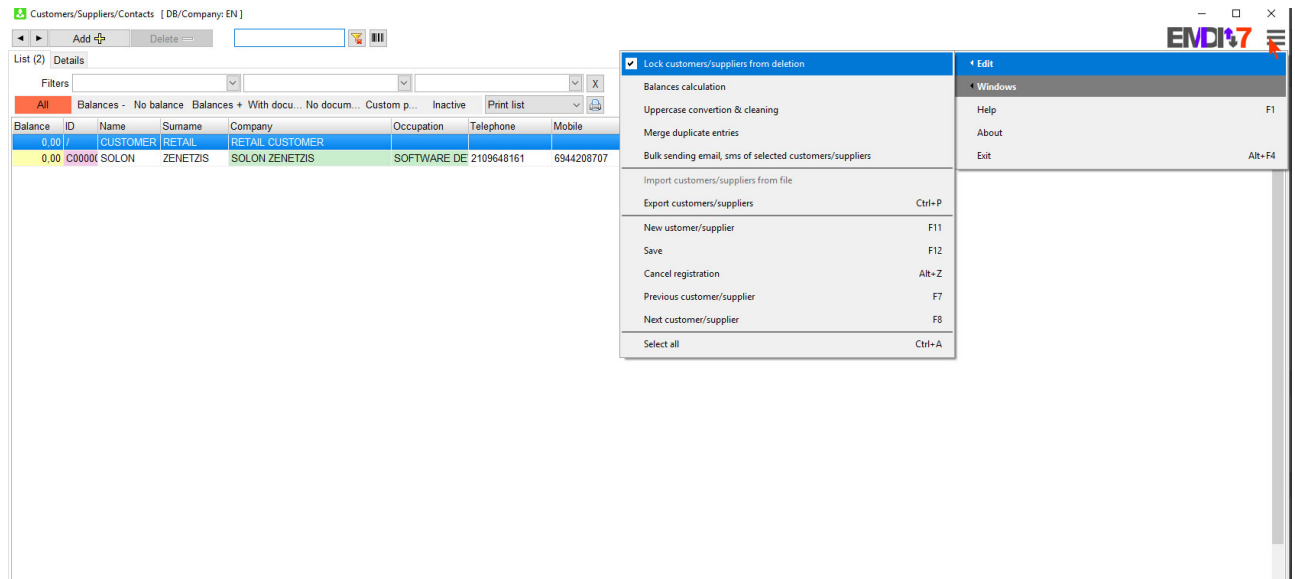 Customers/Suppliers/Contacts [ DB/Company: EN ]
Add Delete
EMDI 7
List (2) Details
Filters X
All Balances - No balance Balances + With docu... No docum... Custom p... Inactive Print list
Balance ID Name Surname Company Occupation Telephone Mobile
0,00 / CUSTOMER RETAIL RETAIL CUSTOMER
0,00 C0000 SOLON ZENETZIS SOLON ZENETZIS SOFTWARE DE 2109648161 6944208707
Lock customers/suppliers from deletion
Balances calculation
Uppercase convertion & cleaning
Merge duplicate entries
Bulk sending email, sms of selected customers/suppliers
Import customers/suppliers from file
Export customers/suppliers Ctrl+P
New ustomer/supplier F11
Save F12
Cancel registration Alt+Z
Previous customer/supplier F7
Next customer/supplier F8
Select all Ctrl+A
Edit
Windows
Help F1
About
Exit Alt+F4